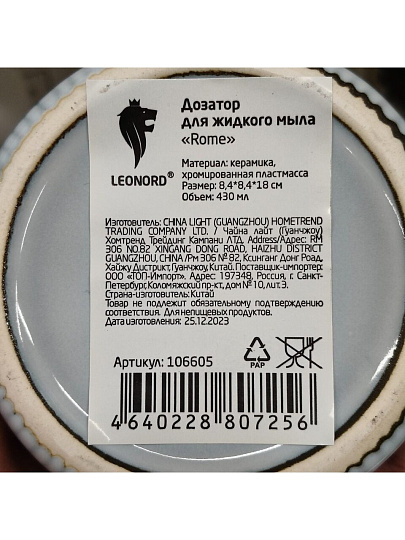 Дозатор
для жидкого мыла
«Rome»
LEONORD®
Материал: керамика,
хромированная пластмасса
Размер: 8,4*8,4*18 см
Объем: 430 мл
Изготовитель: CHINA LIGHT (GUANGZHOU) HOMETREND
TRADING COMPANY LTD. / Чайна лайт (Гуанчжоу)
Хомтренд Трейдинг Кампани ЛТД. Address/Адрес: RM
306 NO.82 XINGANG DONG ROAD, HAIZHU DISTRICT
GUANGZHOU, CHINA /Рм 306 № 82, Ксинганг Донг Роад,
Хайжу Дистрикт, Гуанчжоу, Китай. Поставщик-импортер:
ООО «ТОП-Импорт». Адрес: 197348, Россия, г. Санкт-
Петербург, Коломяжский пр-кт, дом № 10, лит. Э.
Страна-изготовитель: Китай
Товар не подлежит обязательному подтверждению
соответствия. Для непищевых продуктов.
Дата изготовления: 25.12.2023
Артикул: 106605
PAP
4640228807256